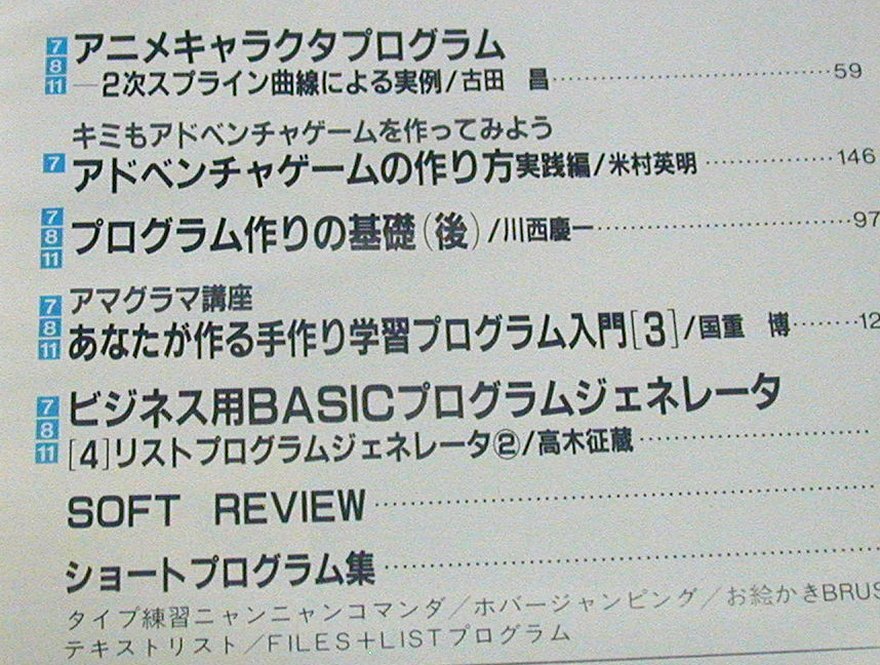 7 アニメキャラクタプログラム
8
11 —2次スプライン曲線による実例/古田 昌……59
キミもアドベンチャゲームを作ってみよう
7 アドベンチャゲームの作り方実践編/米村英明……146
7
8 プログラム作りの基礎(後)/川西慶一……97
11
7 アマグラマ講座
8
11 あなたが作る手作り学習プログラム入門[3]/国重 博……12
7 ビジネス用BASICプログラムジェネレータ
8
11 [4]リストプログラムジェネレータ②/高木征蔵……
SOFT REVIEW……
ショートプログラム集……
タイプ練習ニャンニャンコマンダ/ホバージャンピング/お絵かきBRUS
テキストリスト/FILES+LISTプログラム